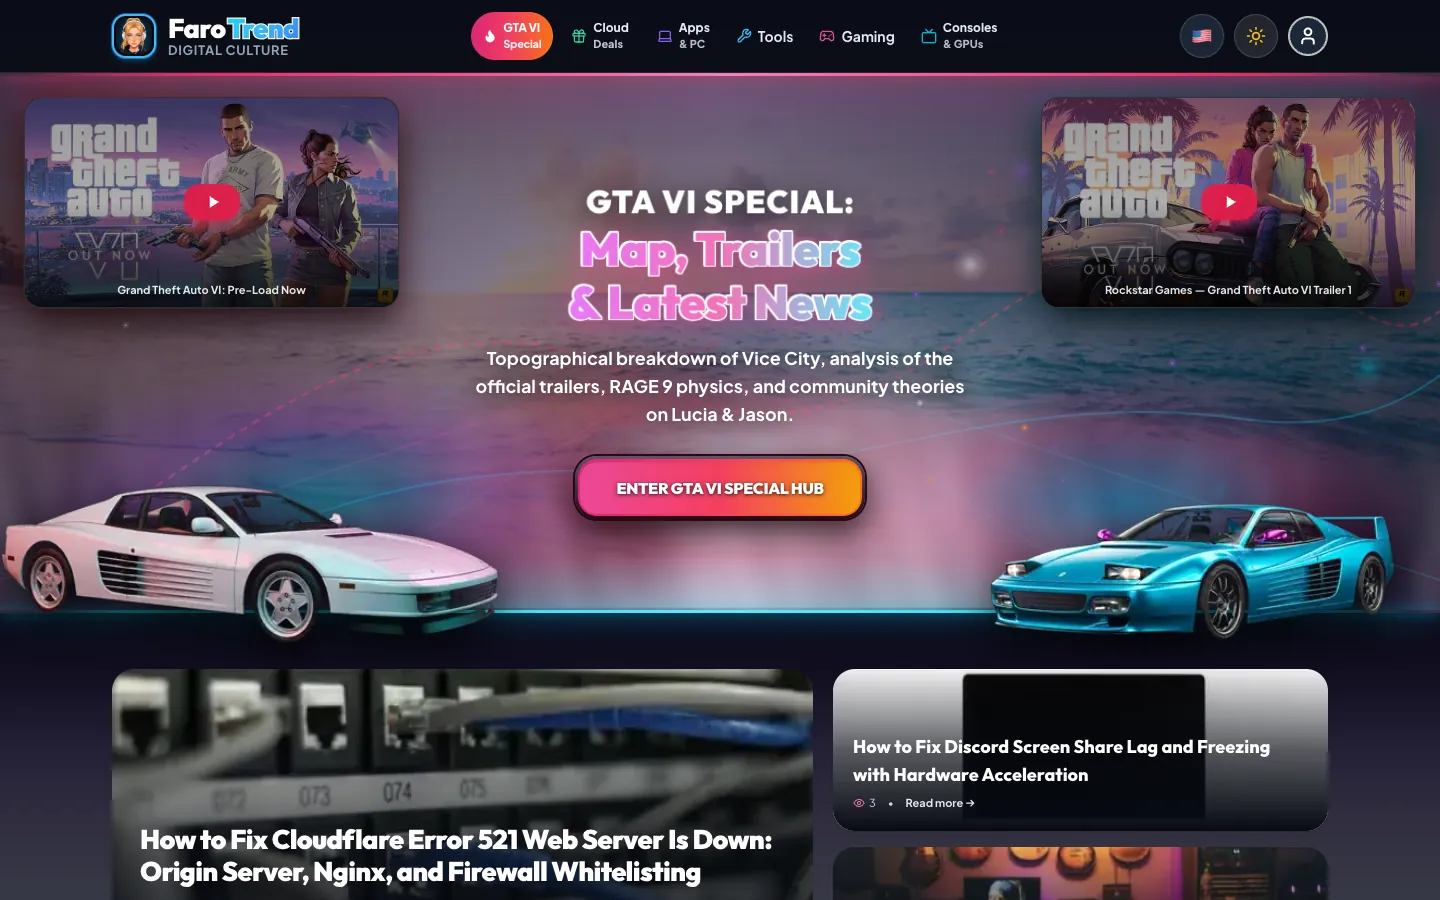 FaroTrend
DIGITAL CULTURE
GTA VI
Special
Cloud
Deals
Apps
& PC
Tools
Gaming
Consoles
& GPUs
grand
theft
auto
VI
OUT NOW
Grand Theft Auto VI: Pre-Load Now
grand
theft
auto
VI
OUT NOW
Rockstar Games — Grand Theft Auto VI Trailer 1
GTA VI SPECIAL:
Map, Trailers
& Latest News
Topographical breakdown of Vice City, analysis of the
official trailers, RAGE 9 physics, and community theories
on Lucia & Jason.
ENTER GTA VI SPECIAL HUB
072 073 074 075
How to Fix Cloudflare Error 521 Web Server Is Down:
Origin Server, Nginx, and Firewall Whitelisting
How to Fix Discord Screen Share Lag and Freezing
with Hardware Acceleration
3 • Read more →